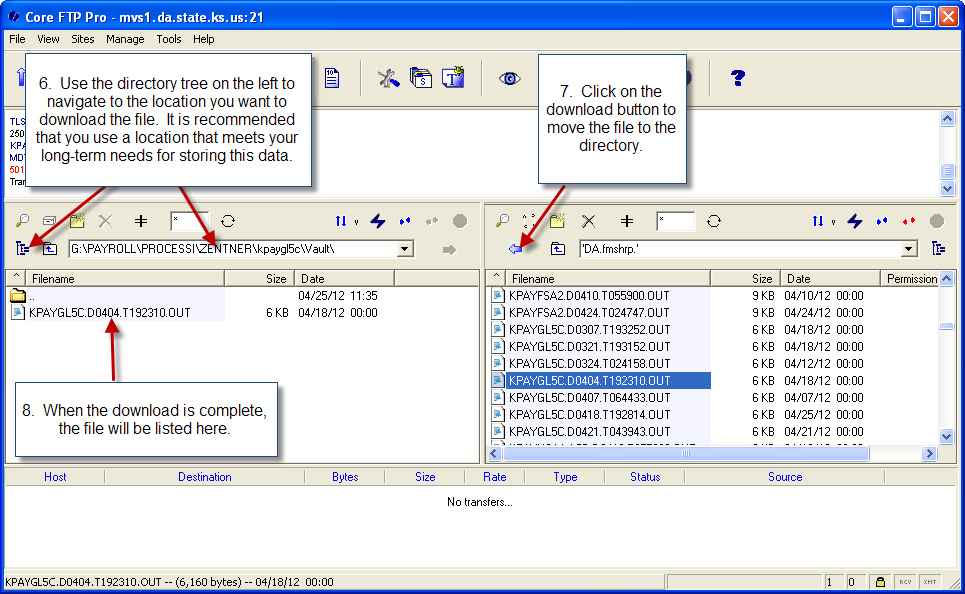 Core FTP Pro - mvs1.da.state.ks.us:21
File View Sites Manage Tools Help
6. Use the directory tree on the left to
navigate to the location you want to
download the file. It is recommended
that you use a location that meets your
long-term needs for storing this data.
7. Click on the
download button to
move the file to the
directory.
TLS
250
KPA
MDT
501
Tran
G:\PAYROLL\PROCESSI\ZENTNER\kpaygl5c\Vault\
'DA.fmshrp.'
^ Filename Size Date
.. 04/25/12 11:35
KPAYGL5C.D0404.T192310.OUT 6 KB 04/18/12 00:00
8. When the download is complete,
the file will be listed here.
^ Filename Size Date Permission
KPAYFSA2.D0410.T055900.OUT 9 KB 04/10/12 00:00
KPAYFSA2.D0424.T024747.OUT 9 KB 04/24/12 00:00
KPAYGL5C.D0307.T193252.OUT 6 KB 04/18/12 00:00
KPAYGL5C.D0321.T193152.OUT 6 KB 04/18/12 00:00
KPAYGL5C.D0324.T024158.OUT 6 KB 04/12/12 00:00
KPAYGL5C.D0404.T192310.OUT 6 KB 04/18/12 00:00
KPAYGL5C.D0407.T064433.OUT 6 KB 04/07/12 00:00
KPAYGL5C.D0418.T192814.OUT 6 KB 04/25/12 00:00
KPAYGL5C.D0421.T043943.OUT 6 KB 04/21/12 00:00
Host Destination Bytes Size Rate Type Status Source
No transfers...
KPAYGL5C.D0404.T192310.OUT -- (6,160 bytes) -- 04/18/12 00:00 1 0 RCV XMT